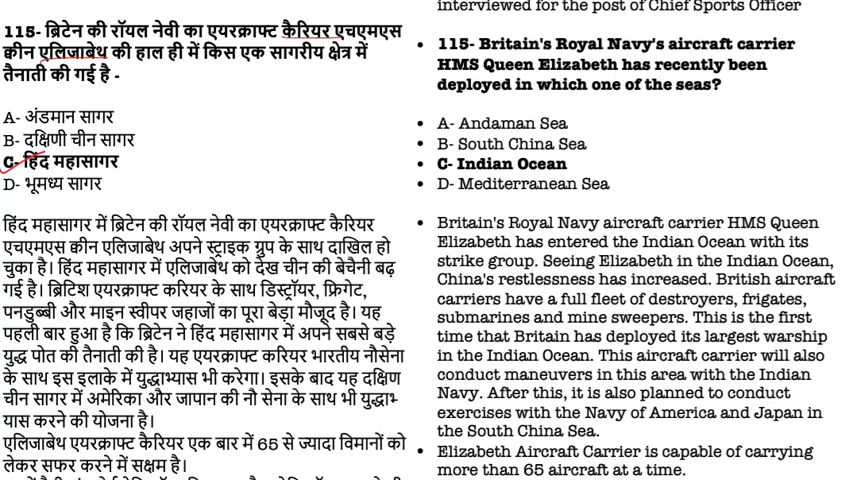 115- ब्रिटेन की रॉयल नेवी का एयरक्राफ्ट कैरियर एचएमएस
क्वीन एलिजाबेथ की हाल ही में किस एक सागरीय क्षेत्र में
तैनाती की गई है -
A- अंडमान सागर
B- दक्षिणी चीन सागर
C- हिंद महासागर
D- भूमध्य सागर
हिंद महासागर में ब्रिटेन की रॉयल नेवी का एयरक्राफ्ट कैरियर
एचएमएस क्वीन एलिजाबेथ अपने स्ट्राइक ग्रुप के साथ दाखिल हो
चुका है। हिंद महासागर में एलिजाबेथ को देख चीन की बेचैनी बढ़
गई है। ब्रिटिश एयरक्राफ्ट करियर के साथ डिस्ट्रॉयर, फ्रिगेट,
पनडुब्बी और माइन स्वीपर जहाजों का पूरा बेड़ा मौजूद है। यह
पहली बार हुआ है कि ब्रिटेन ने हिंद महासागर में अपने सबसे बड़े
युद्ध पोत की तैनाती की है। यह एयरक्राफ्ट करियर भारतीय नौसेना
के साथ इस इलाके में युद्धाभ्यास भी करेगा। इसके बाद यह दक्षिण
चीन सागर में अमेरिका और जापान की नौ सेना के साथ भी युद्धाभ्
यास करने की योजना है।
एलिजाबेथ एयरक्राफ्ट कैरियर एक बार में 65 से ज्यादा विमानों को
लेकर सफर करने में सक्षम है।
interviewed for the post of Chief Sports Officer
• 115- Britain's Royal Navy's aircraft carrier
HMS Queen Elizabeth has recently been
deployed in which one of the seas?
• A- Andaman Sea
• B- South China Sea
• C- Indian Ocean
• D- Mediterranean Sea
• Britain's Royal Navy aircraft carrier HMS Queen
Elizabeth has entered the Indian Ocean with its
strike group. Seeing Elizabeth in the Indian Ocean,
China's restlessness has increased. British aircraft
carriers have a full fleet of destroyers, frigates,
submarines and mine sweepers. This is the first
time that Britain has deployed its largest warship
in the Indian Ocean. This aircraft carrier will also
conduct maneuvers in this area with the Indian
Navy. After this, it is also planned to conduct
exercises with the Navy of America and Japan in
the South China Sea.
• Elizabeth Aircraft Carrier is capable of carrying
more than 65 aircraft at a time.